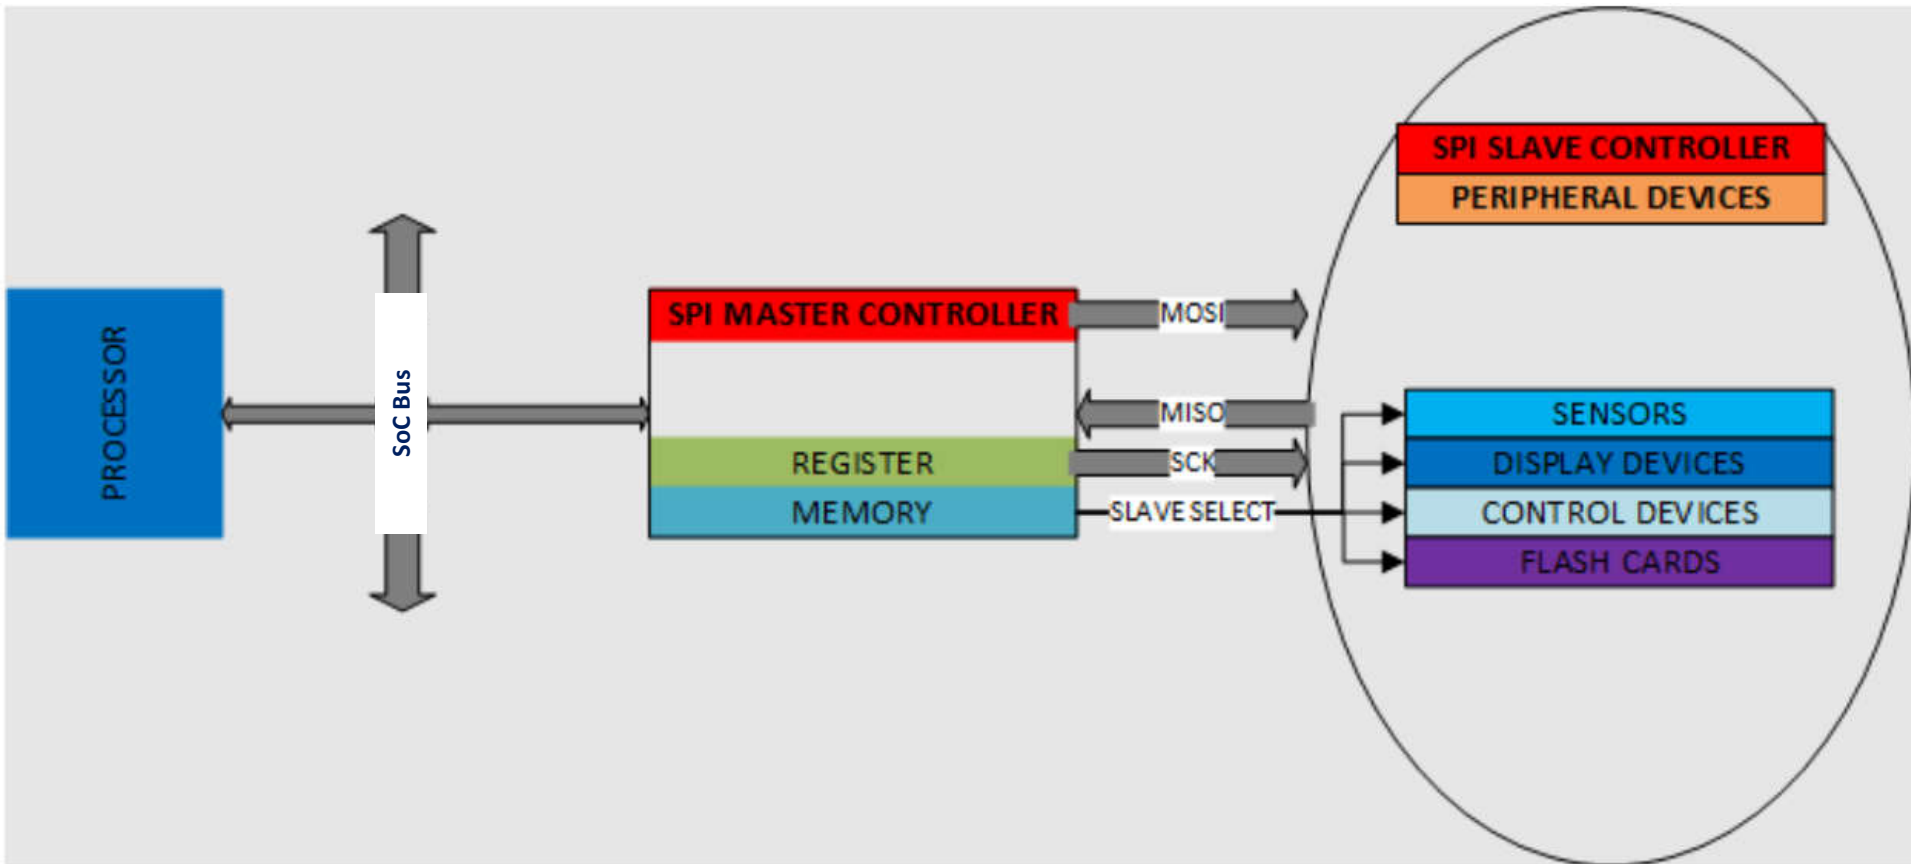 SPI SLAVE CONTROLLER
PERIPHERAL DEVICES
PROCESSOR
SoC Bus
SPI MASTER CONTROLLER
REGISTER
MEMORY
MOSI
MISO
SCK
SLAVE SELECT
SENSORS
DISPLAY DEVICES
CONTROL DEVICES
FLASH CARDS